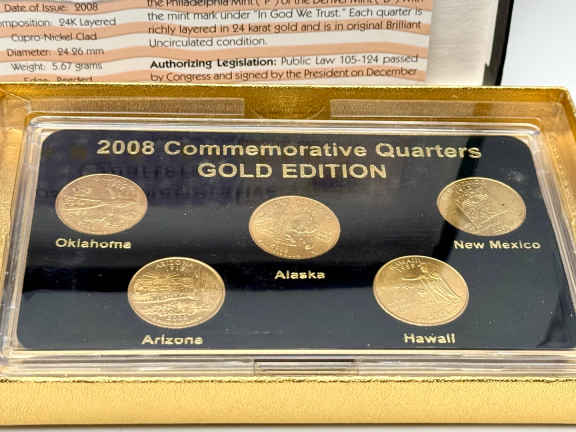 the Philadelphia Mint ("P") or the Denver Mint ("D") with
Date of Issue: 2008
the mint mark under "In God We Trust." Each quarter is
24K Layered
richly layered in 24 karat gold and is in original Brilliant
Cupro-Nickel Clad
Uncirculated condition.
Diameter: 24.26 mm
Weight: 5.67 grams
Authorizing Legislation: Public Law 105-124 passed
by Congress and signed by the President on December
2008 Commemorative Quarters
GOLD EDITION
Oklahoma
New Mexico
Alaska
Arizona
Hawaii